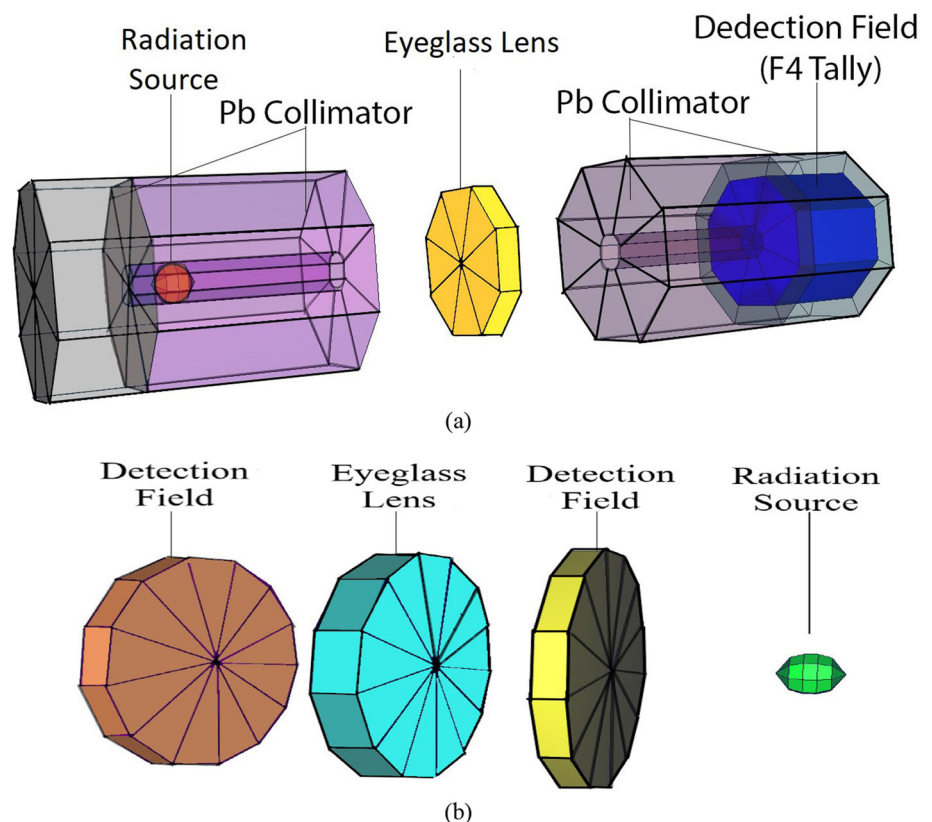 Radiation
Source
Eyeglass Lens
Dedection Field
(F4 Tally)
Pb Collimator
Pb Collimator
(a)
Detection
Field
Eyeglass
Lens
Detection
Field
Radiation
Source
(b)